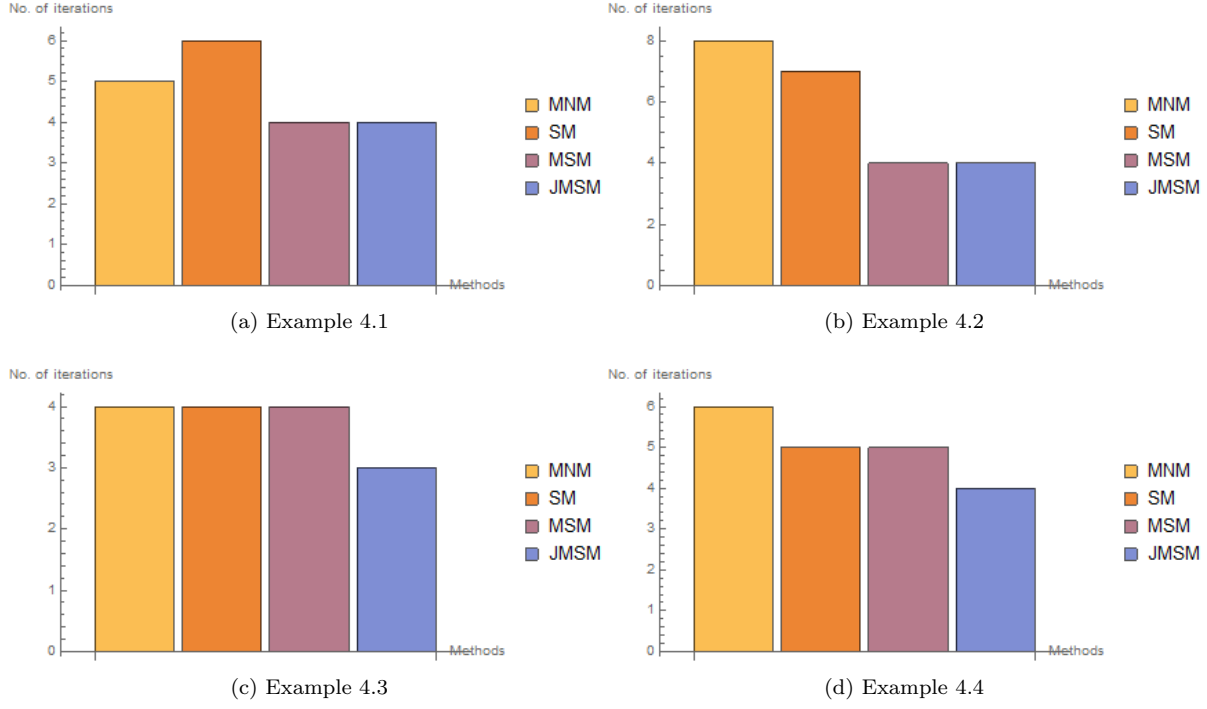 No. of iterations
6
5
4
3
2
1
0
Methods
MNM
SM
MSM
JMSM
(a) Example 4.1
No. of iterations
8
6
4
2
0
Methods
MNM
SM
MSM
JMSM
(b) Example 4.2
No. of iterations
4
3
2
1
0
Methods
MNM
SM
MSM
JMSM
(c) Example 4.3
No. of iterations
6
5
4
3
2
1
0
Methods
MNM
SM
MSM
JMSM
(d) Example 4.4